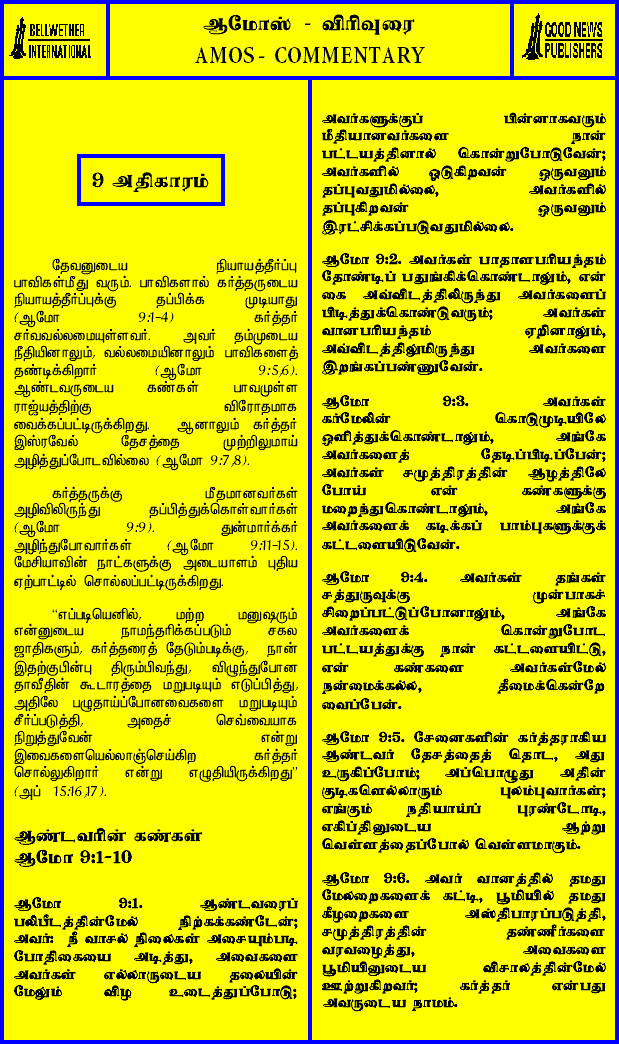 BELLWETHER
INTERNATIONAL
ஆமோஸ் - விரிவுரை
AMOS - COMMENTARY
GOOD NEWS
PUBLISHERS
9 அதிகாரம்
தேவனுடைய நியாயத்தீர்ப்பு
பாவிகள்மீது வரும். பாவிகளால் கர்த்தருடைய
நியாயத்தீர்ப்புக்கு தப்பிக்க முடியாது
(ஆமோ 9:1-4) கர்த்தர்
சர்வவல்லமையுள்ளவர். அவர் தம்முடைய
நீதியினாலும், வல்லமையினாலும் பாவிகளைத்
தண்டிக்கிறார் (ஆமோ 9:5,6).
ஆண்டவருடைய கண்கள் பாவமுள்ள
ராஜ்யத்திற்கு விரோதமாக
வைக்கப்பட்டிருக்கிறது. ஆனாலும் கர்த்தர்
இஸ்ரவேல் தேசத்தை முற்றிலுமாய்
அழித்துப்போடவில்லை (ஆமோ 9:7,8).
கர்த்தருக்கு மீதமானவர்கள்
அழிவிலிருந்து தப்பித்துக்கொள்வார்கள்
(ஆமோ 9:9). துன்மார்க்கர்
அழிந்துபோவார்கள் (ஆமோ 9:11-15).
மேசியாவின் நாட்களுக்கு அடையாளம் புதிய
ஏற்பாட்டில் சொல்லப்பட்டிருக்கிறது.
“எப்படியெனில், மற்ற மனுஷரும்
என்னுடைய நாமந்தரிக்கப்படும் சகல
ஜாதிகளும், கர்த்தரைத் தேடும்படிக்கு, நான்
இதற்குபின்பு திரும்பிவந்து, விழுந்துபோன
தாவீதின் கூடாரத்தை மறுபடியும் எடுப்பித்து,
அதிலே பழுதாய்ப்போனவைகளை மறுபடியும்
சீர்ப்படுத்தி, அதைச் செவ்வையாக
நிறுத்துவேன் என்று
இவைகளையெல்லாஞ்செய்கிற கர்த்தர்
சொல்லுகிறார் என்று எழுதியிருக்கிறது”
(அப் 15:16,17).
ஆண்டவரின் கண்கள்
ஆமோ 9:1-10
ஆமோ 9:1. ஆண்டவரைப்
பலிபீடத்தின்மேல் நிற்கக்கண்டேன்;
அவர்: நீ வாசல் நிலைகள் அசையும்படி
போதிகையை அடித்து, அவைகளை
அவர்கள் எல்லாருடைய தலையின்
மேலும் விழ உடைத்துப்போடு;
அவர்களுக்குப் பின்னாகவரும்
மீதியானவர்களை நான்
பட்டயத்தினால் கொன்றுபோடுவேன்;
அவர்களில் ஓடுகிறவன் ஒருவனும்
தப்புவதுமில்லை, அவர்களில்
தப்புகிறவன் ஒருவனும்
இரட்சிக்கப்படுவதுமில்லை.
ஆமோ 9:2. அவர்கள் பாதாளபரியந்தம்
தோண்டிப் பதுங்கிக்கொண்டாலும், என்
கை அவ்விடத்திலிருந்து அவர்களைப்
பிடித்துக்கொண்டுவரும்; அவர்கள்
வானபரியந்தம் ஏறினாலும்,
அவ்விடத்திலுமிருந்து அவர்களை
இறங்கப்பண்ணுவேன்.
ஆமோ 9:3. அவர்கள்
கர்மேலின் கொடுமுடியிலே
ஒளித்துக்கொண்டாலும், அங்கே
அவர்களைத் தேடிப்பிடிப்பேன்;
அவர்கள் சமுத்திரத்தின் ஆழத்திலே
போய் என் கண்களுக்கு
மறைந்துகொண்டாலும், அங்கே
அவர்களைக் கடிக்கப் பாம்புகளுக்குக்
கட்டளையிடுவேன்.
ஆமோ 9:4. அவர்கள் தங்கள்
சத்துருவுக்கு முன்பாகச்
சிறைப்பட்டுப்போனாலும், அங்கே
அவர்களைக் கொன்றுபோட
பட்டயத்துக்கு நான் கட்டளையிட்டு,
என் கண்களை அவர்கள்மேல்
நன்மைக்கல்ல, தீமைக்கென்றே
வைப்பேன்.
ஆமோ 9:5. சேனைகளின் கர்த்தராகிய
ஆண்டவர் தேசத்தைத் தொட, அது
உருகிப்போம்; அப்பொழுது அதின்
குடிகளெல்லாரும் புலம்புவார்கள்;
எங்கும் நதியாய்ப் புரண்டோடி,
எகிப்தினுடைய ஆற்று
வெள்ளத்தைப்போல் வெள்ளமாகும்.
ஆமோ 9:6. அவர் வானத்தில் தமது
மேலறைகளைக் கட்டி, பூமியில் தமது
கீழறைகளை அஸ்திபாரப்படுத்தி,
சமுத்திரத்தின் தண்ணீர்களை
வரவழைத்து, அவைகளை
பூமியினுடைய விசாலத்தின்மேல்
ஊற்றுகிறவர்; கர்த்தர் என்பது
அவருடைய நாமம்.